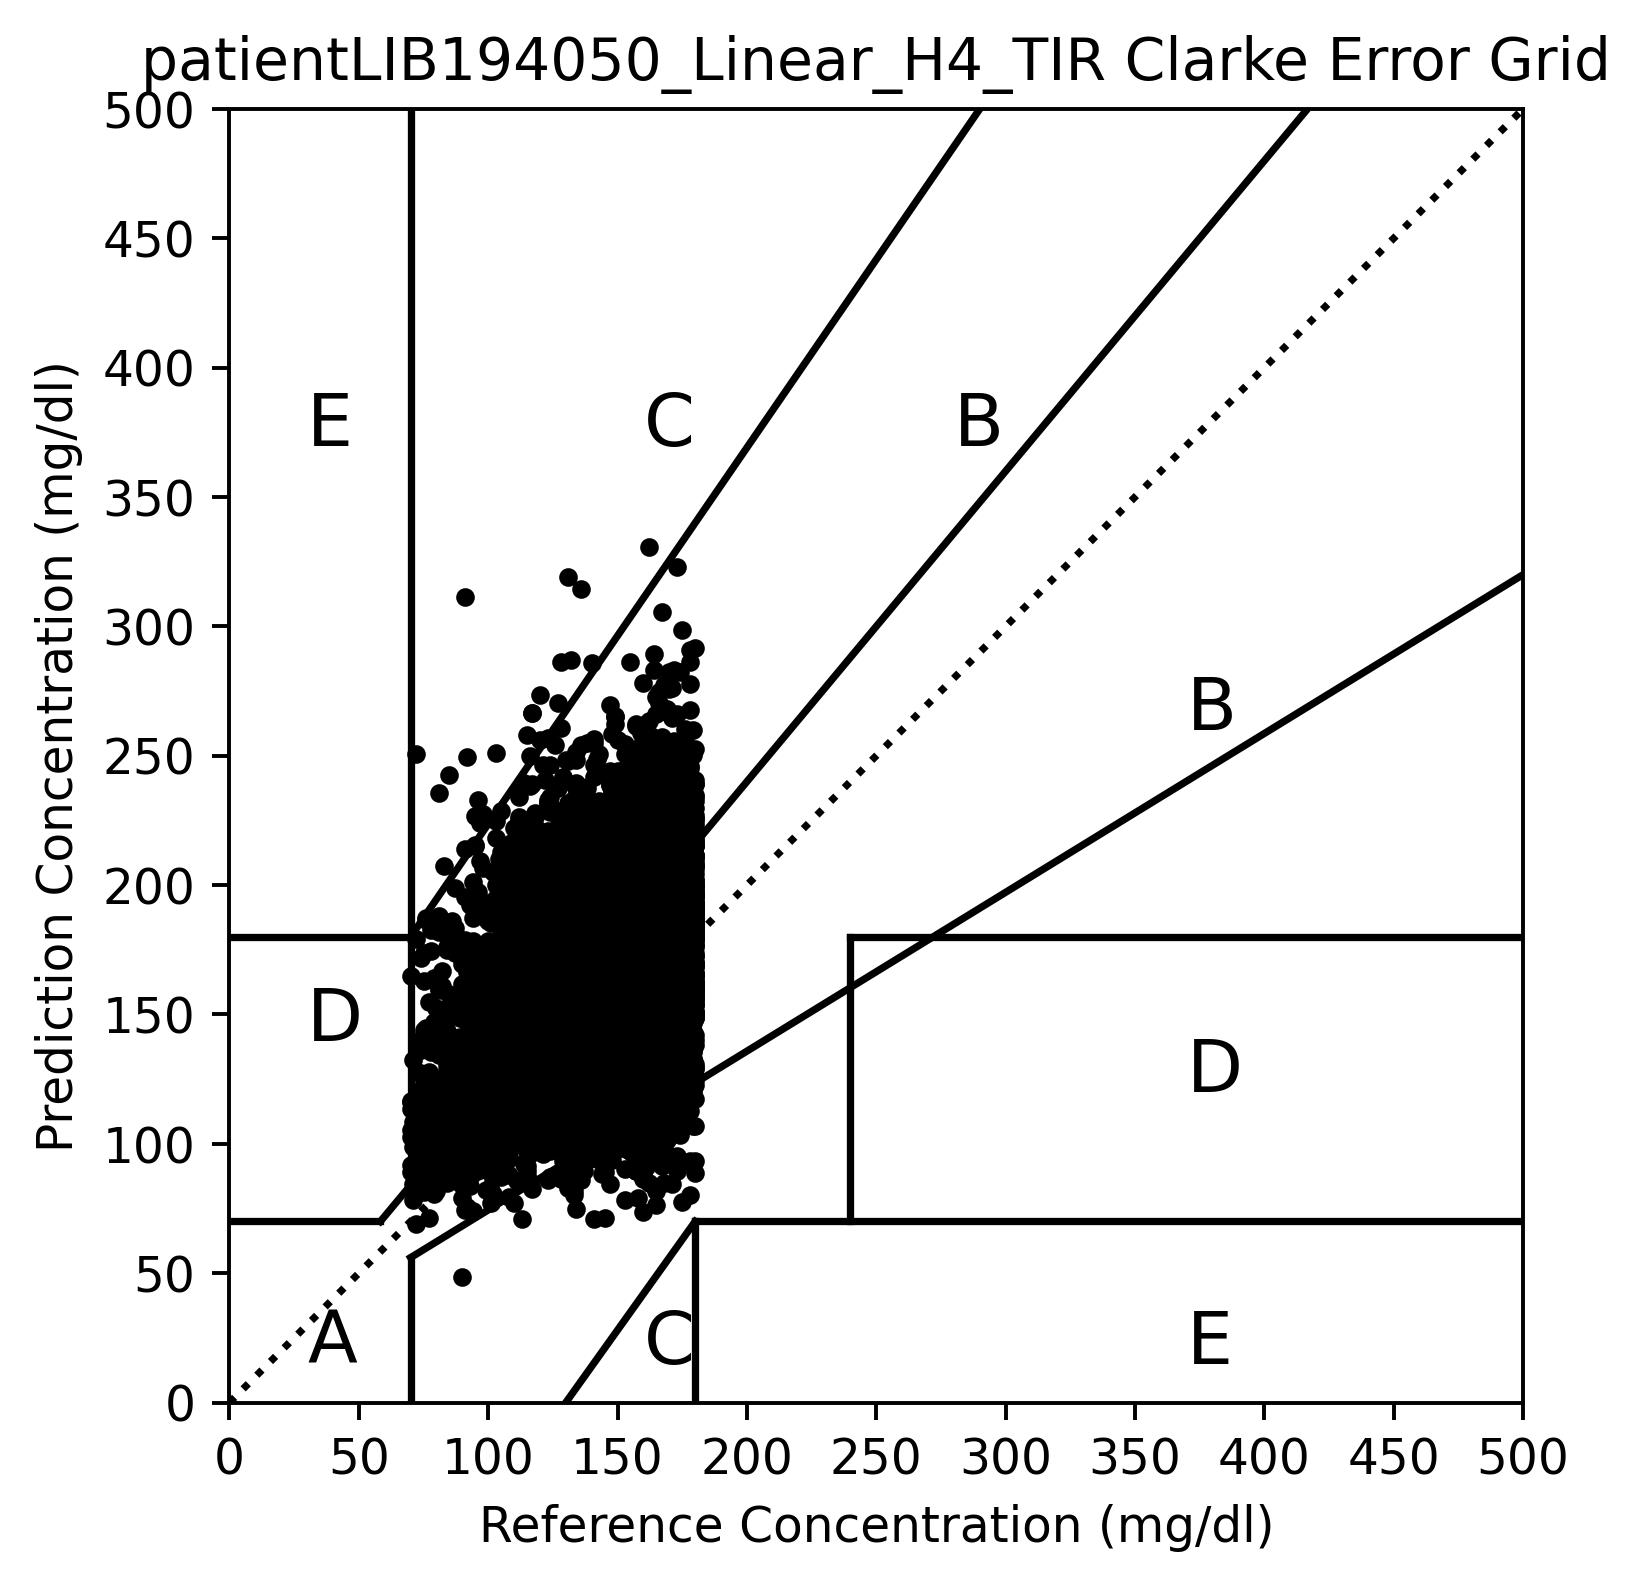 patientLIB194050_Linear_H4_TIR Clarke Error Grid
500
450
400
350
300
250
200
150
100
50
0
Prediction Concentration (mg/dl)
E
C
B
B
D
D
A
C
E
0 50 100 150 200 250 300 350 400 450 500
Reference Concentration (mg/dl)